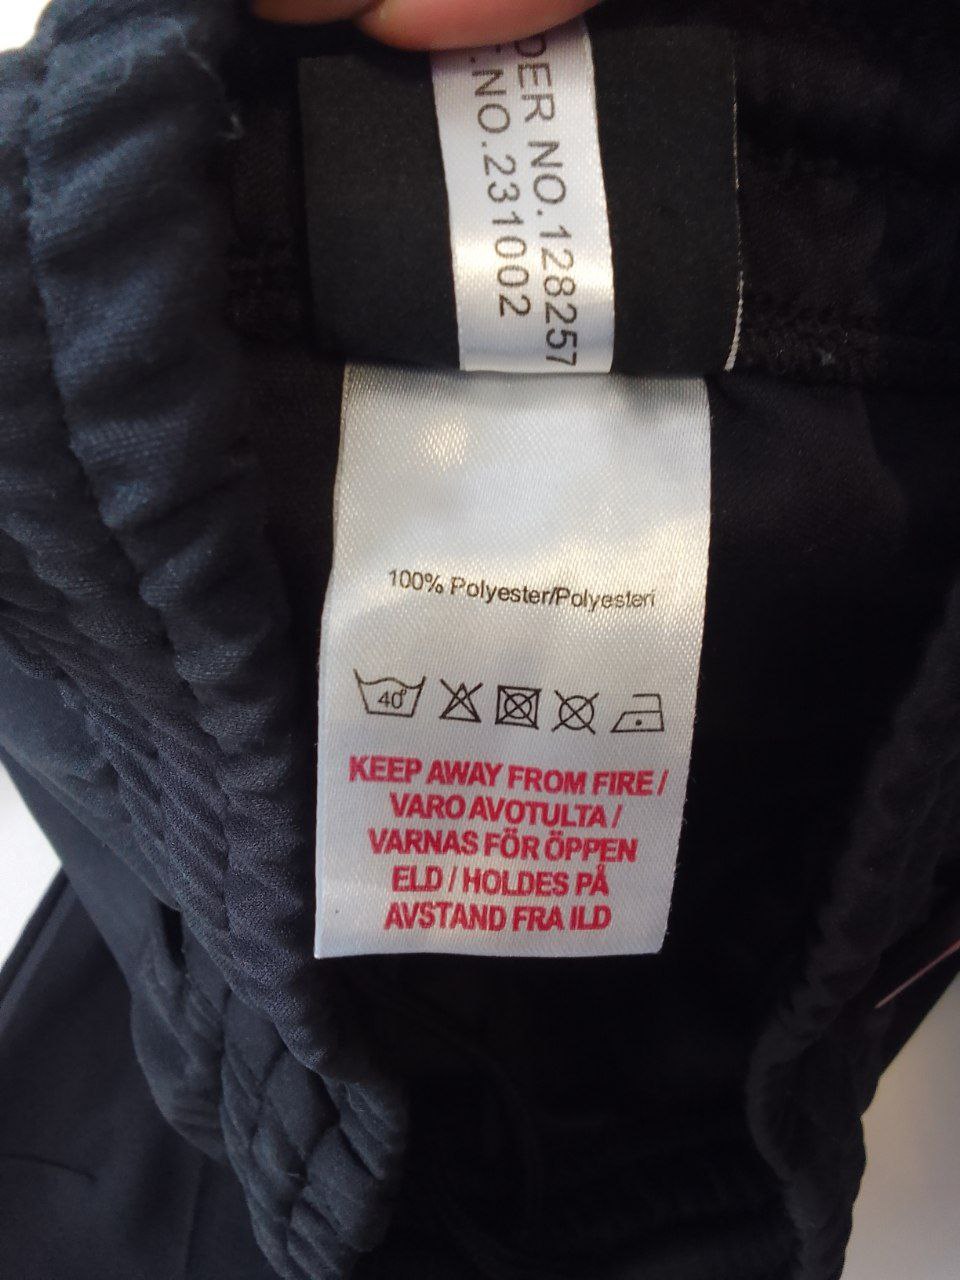 DER NO.128257
.NO.231002
100% Polyester/Polyesteri
40°
KEEP AWAY FROM FIRE /
VARO AVOTULTA /
VARNAS FÖR ÖPPEN
ELD / HOLDES PÅ
AVSTAND FRA ILD